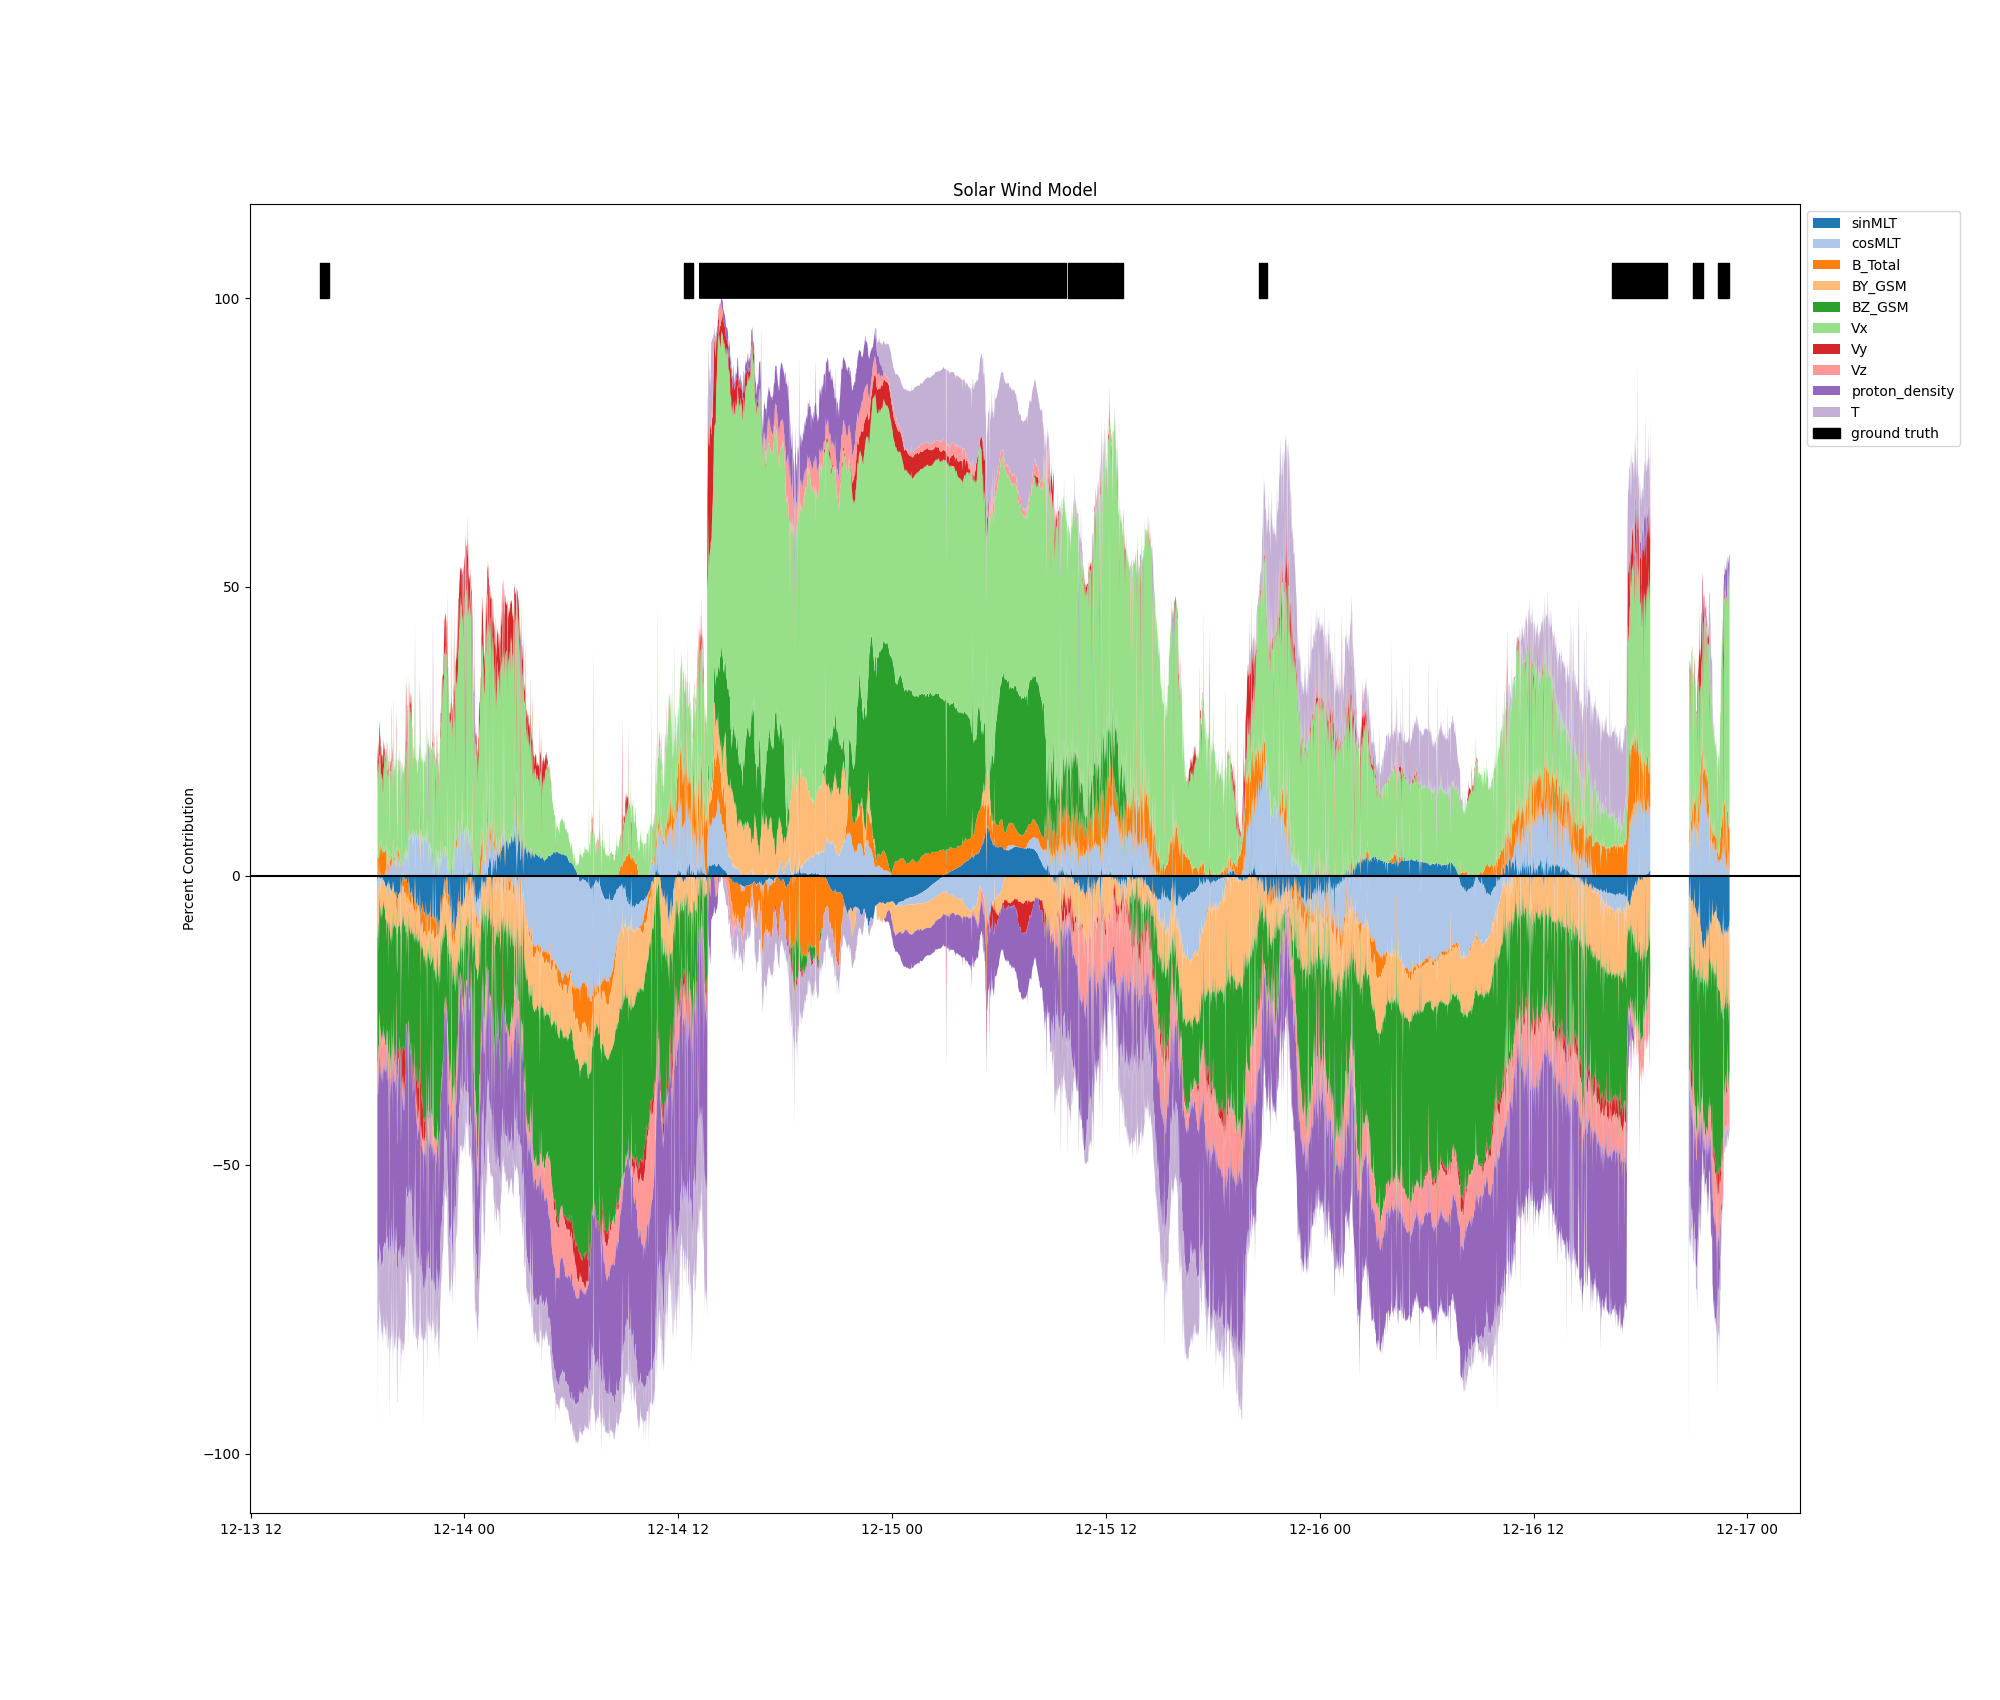 Solar Wind Model
sinMLT
cosMLT
B_Total
BY_GSM
BZ_GSM
Vx
Vy
Vz
proton_density
T
ground truth
Percent Contribution
100
50
0
−50
−100
12-13 12
12-14 00
12-14 12
12-15 00
12-15 12
12-16 00
12-16 12
12-17 00